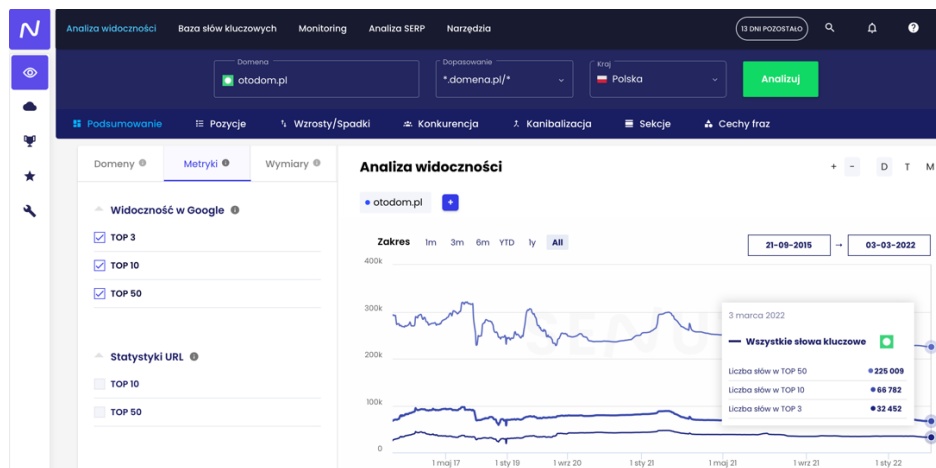 Analiza widoczności Baza słów kluczowych Monitoring Analiza SERP Narzędzia 13 DNI POZOSTAŁO
Domena
otodom.pl
Dopasowanie
*.domena.pl/*
Kraj
Polska
Analizuj
Podsumowanie Pozycje Wzrosty/Spadki Konkurencja Kanibalizacja Sekcje Cechy fraz
Domeny Metryki Wymiary
Widoczność w Google
TOP 3
TOP 10
TOP 50
Statystyki URL
TOP 10
TOP 50
Analiza widoczności
+ - D T M
otodom.pl +
Zakres 1m 3m 6m YTD 1y All
21-09-2015 → 03-03-2022
400k
300k
200k
100k
0
3 marca 2022
Wszystkie słowa kluczowe
Liczba słów w TOP 50 225 009
Liczba słów w TOP 10 66 782
Liczba słów w TOP 3 32 452
1 maj 17 1 sty 19 1 wrz 20 1 sty 21 1 maj 21 1 wrz 21 1 sty 22